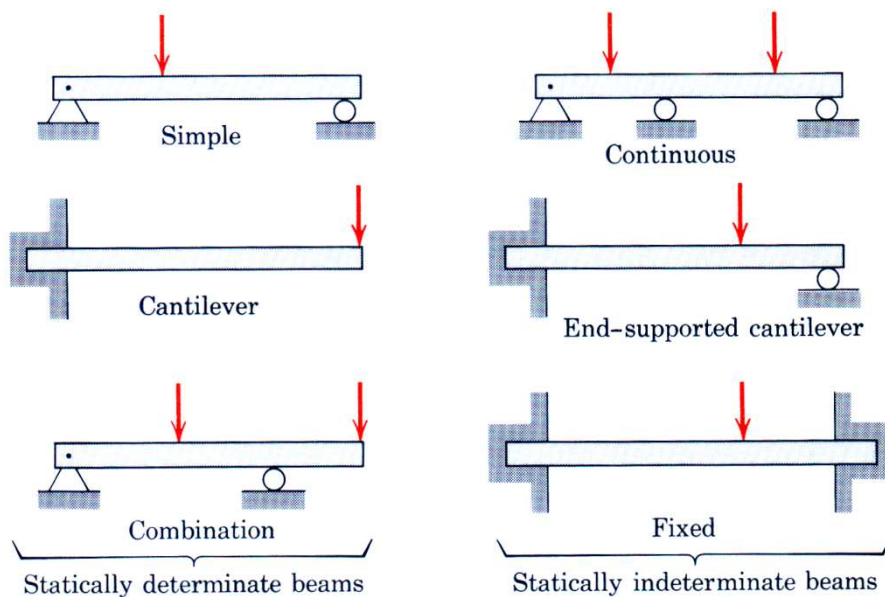 Simple
Continuous
Cantilever
End-supported cantilever
Combination
Fixed
Statically determinate beams
Statically indeterminate beams